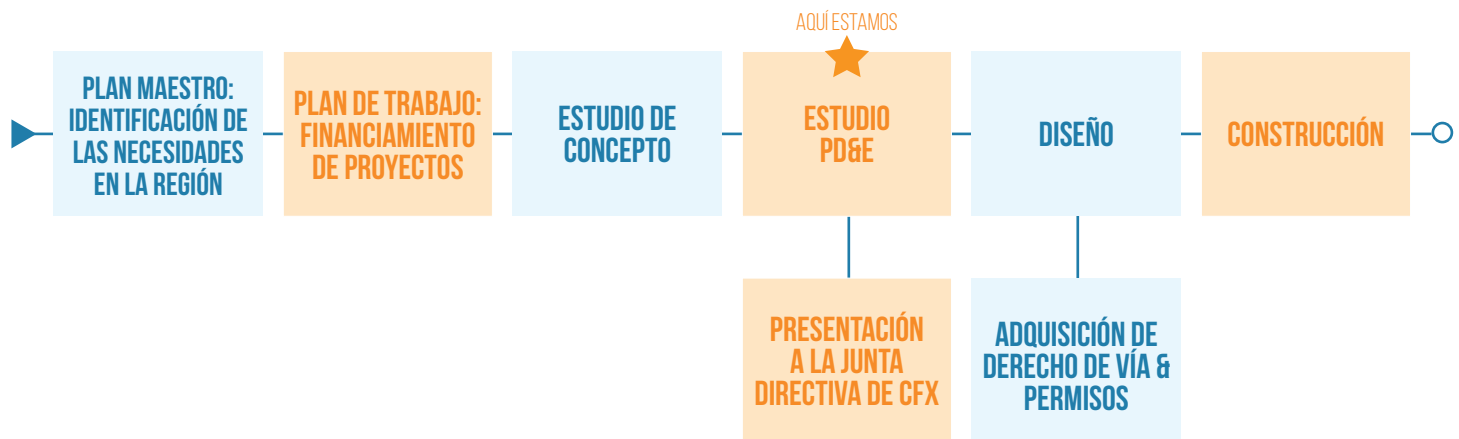 AQUÍ ESTAMOS
PLAN MAESTRO:
IDENTIFICACIÓN DE
LAS NECESIDADES
EN LA REGIÓN
PLAN DE TRABAJO:
FINANCIAMIENTO
DE PROYECTOS
ESTUDIO DE
CONCEPTO
ESTUDIO
PD&E
DISEÑO
CONSTRUCCIÓN
PRESENTACIÓN
A LA JUNTA
DIRECTIVA DE CFX
ADQUISICIÓN DE
DERECHO DE VÍA &
PERMISOS